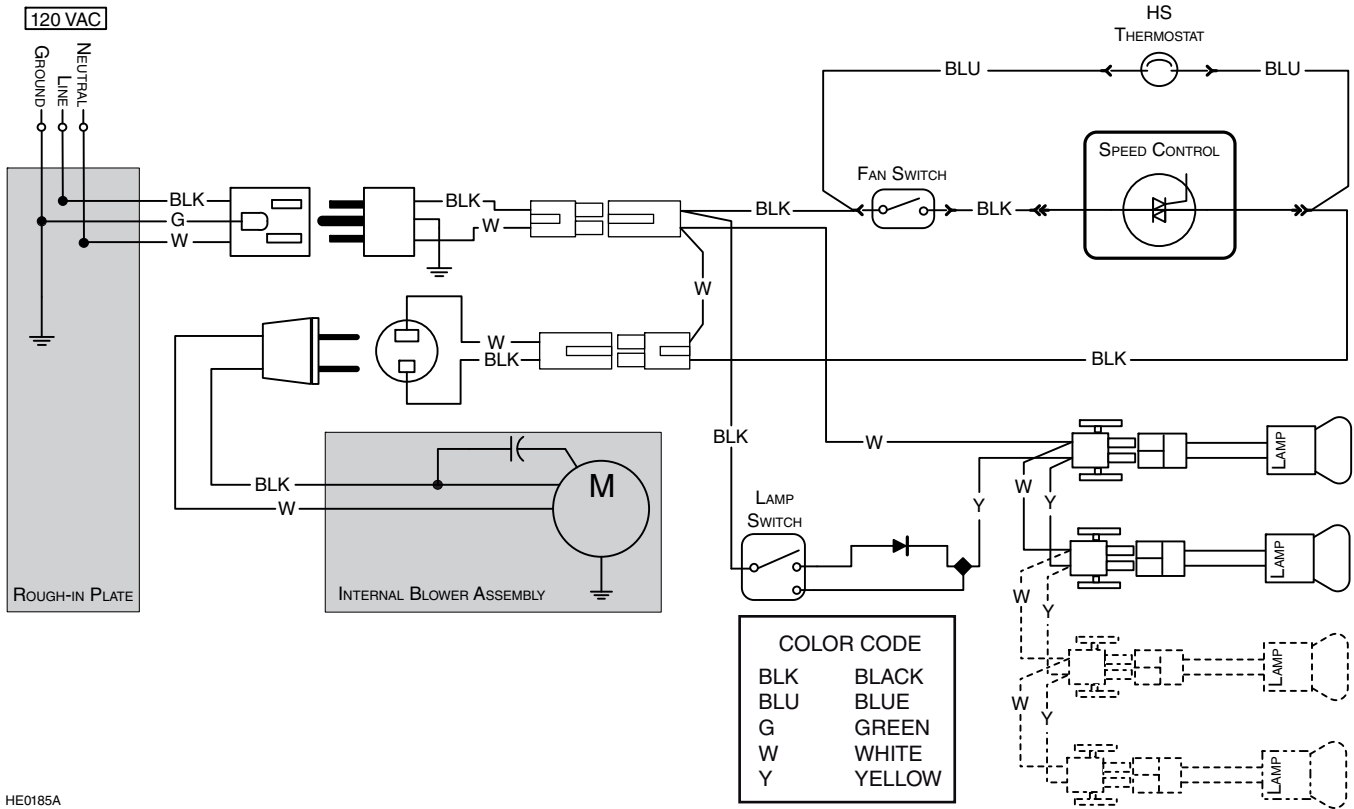 120 VAC
GROUND
LINE
NEUTRAL
HS
THERMOSTAT
BLU
BLU
SPEED CONTROL
FAN SWITCH
BLK
G
W
BLK
W
BLK
BLK
W
W
BLK
BLK
BLK
W
M
INTERNAL BLOWER ASSEMBLY
ROUGH-IN PLATE
BLK
W
LAMP
SWITCH
Y
W
Y
LAMP
LAMP
W
Y
LAMP
W
Y
LAMP
COLOR CODE
BLK BLACK
BLU BLUE
G GREEN
W WHITE
Y YELLOW
HE0185A